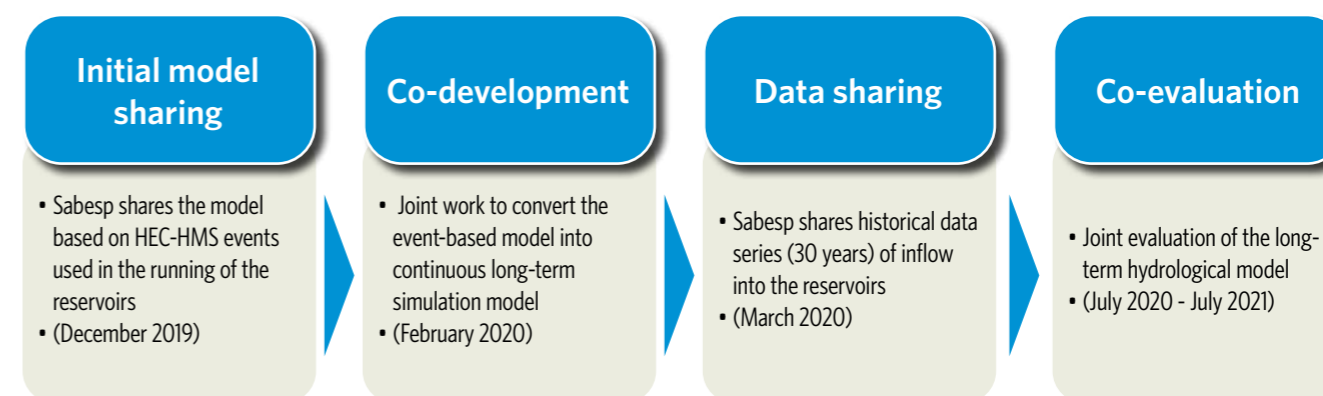 Initial model
sharing
• Sabesp shares the model
based on HEC-HMS events
used in the running of the
reservoirs
• (December 2019)
Co-development
• Joint work to convert the
event-based model into
continuous long-term
simulation model
• (February 2020)
Data sharing
• Sabesp shares historical data
series (30 years) of inflow
into the reservoirs
• (March 2020)
Co-evaluation
• Joint evaluation of the long-
term hydrological model
• (July 2020 - July 2021)